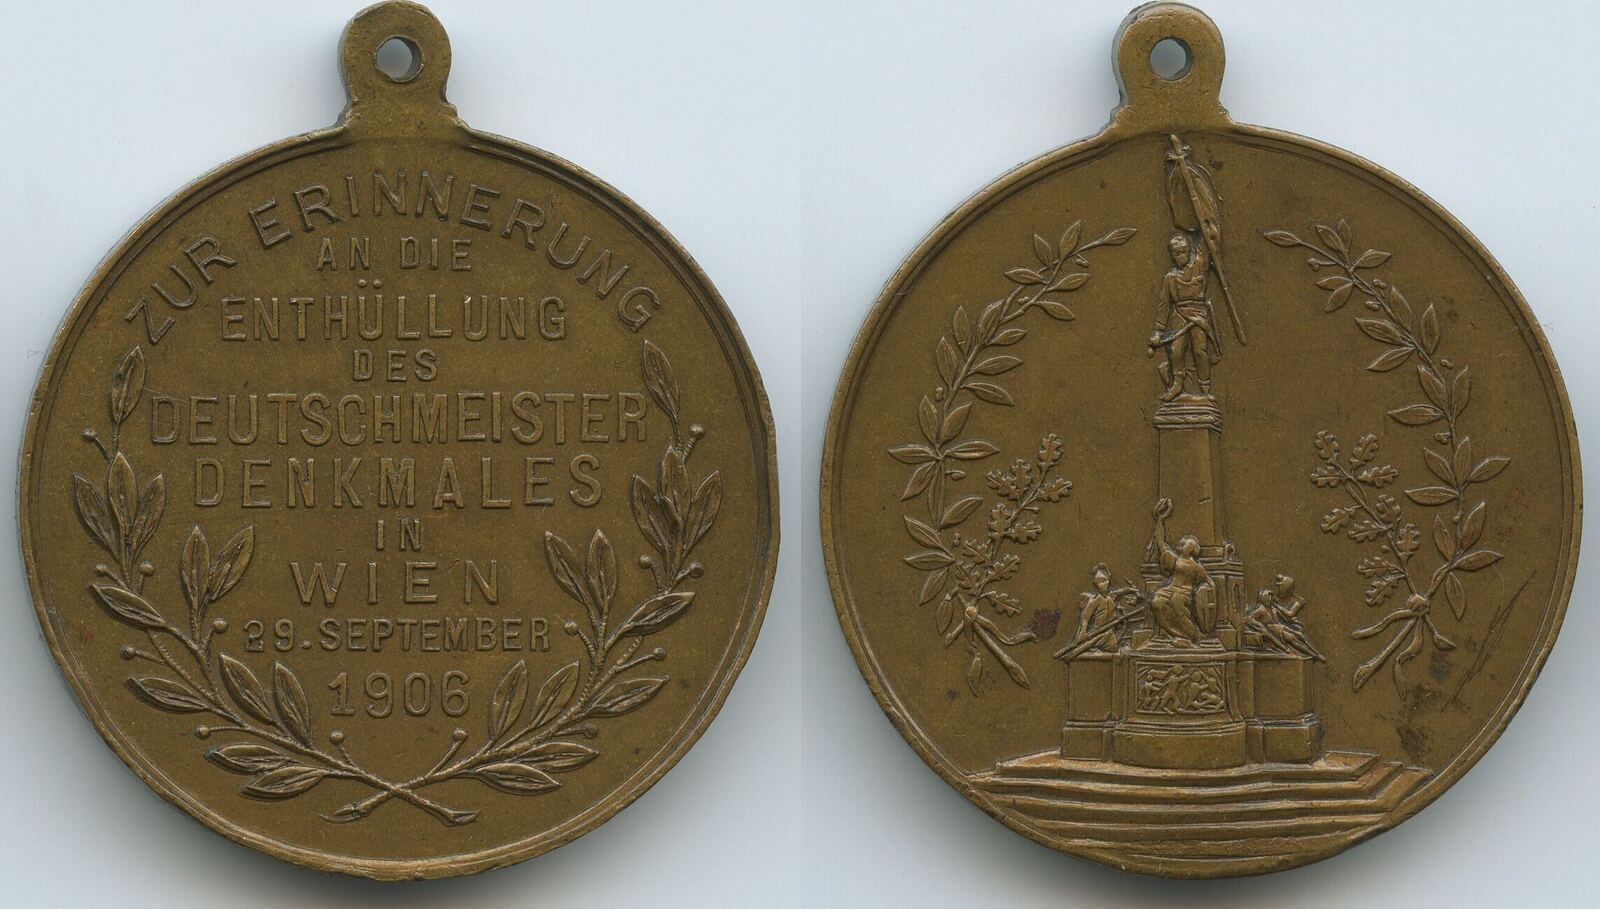 ZUR ERINNERUNG
AN DIE
ENTHÜLLUNG
DES
DEUTSCHMEISTER
DENKMALES
IN
WIEN
29. SEPTEMBER
1906